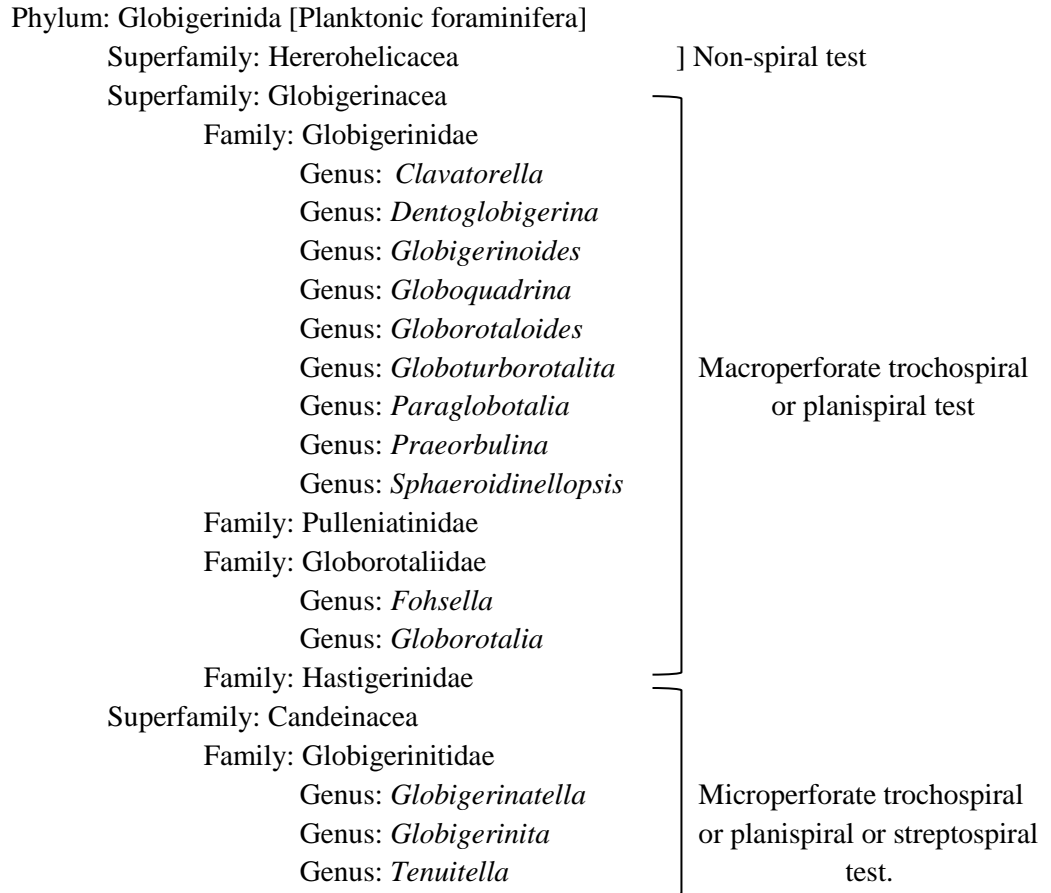 Phylum: Globigerinida [Planktonic foraminifera]
Superfamily: Hererohelicacea ] Non-spiral test
Superfamily: Globigerinacea
Family: Globigerinidae
Genus: Clavatorella
Genus: Dentoglobigerina
Genus: Globigerinoides
Genus: Globoquadrina
Genus: Globorotaloides
Genus: Globoturborotalita Macroperforate trochospiral
Genus: Paraglobotalia or planispiral test
Genus: Praeorbulina
Genus: Sphaeroidinellopsis
Family: Pulleniatinidae
Family: Globorotaliidae
Genus: Fohsella
Genus: Globorotalia
Family: Hastigerinidae
Superfamily: Candeinacea
Family: Globigerinitidae
Genus: Globigerinatella Microperforate trochospiral
Genus: Globigerinita or planispiral or streptospiral
Genus: Tenuitella test.